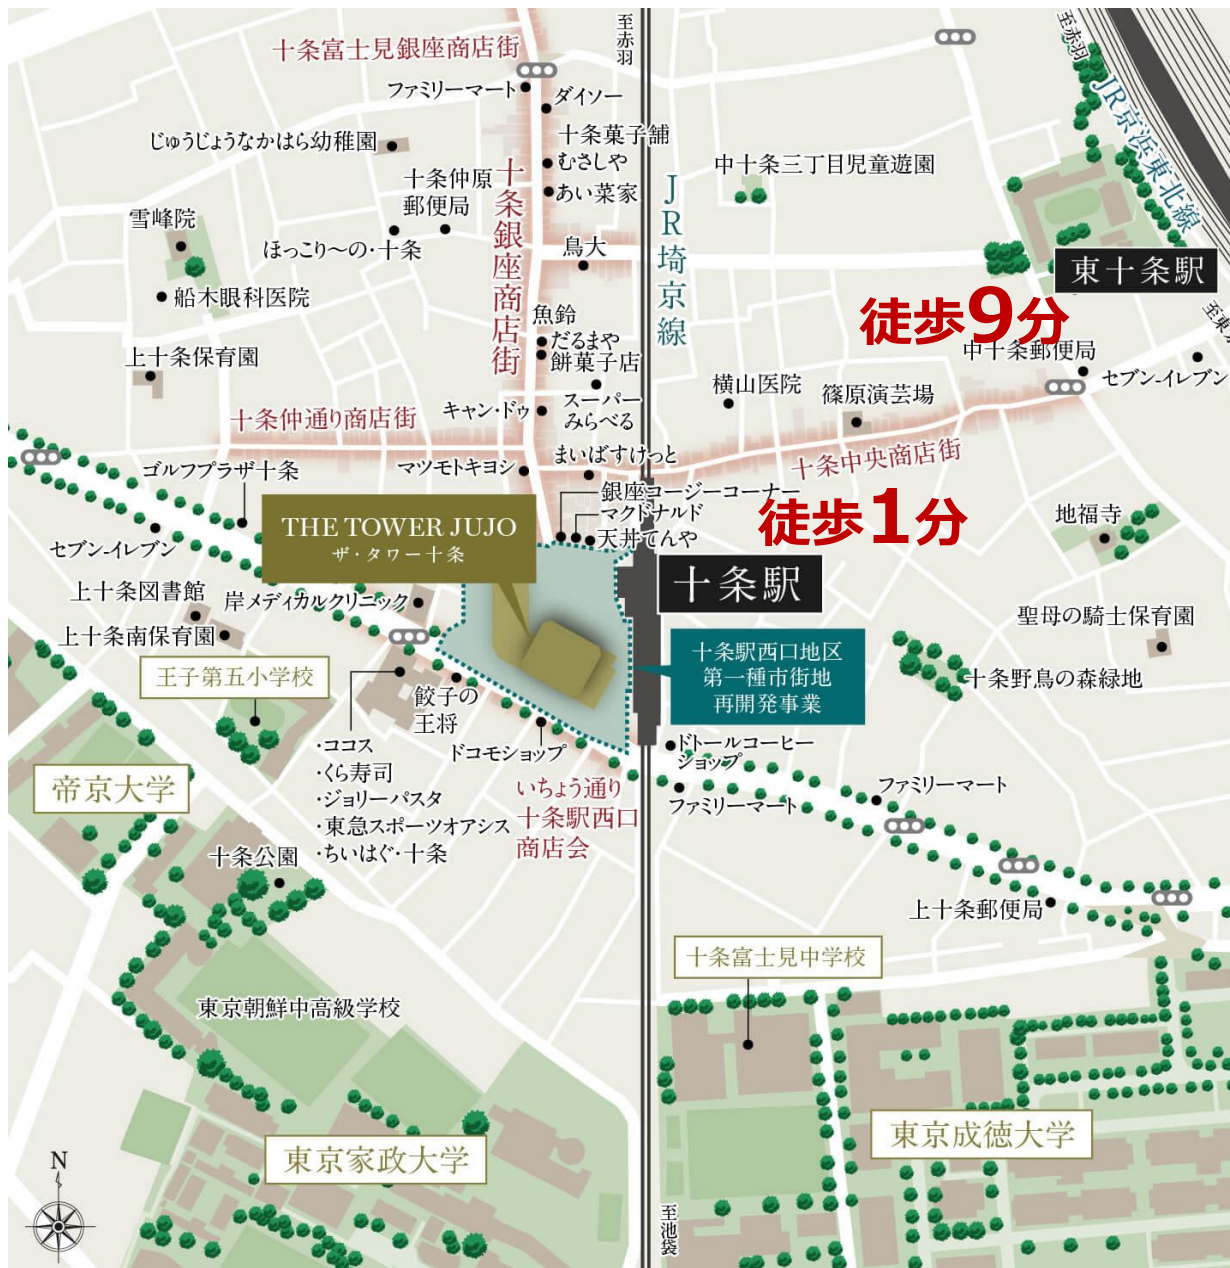 至赤羽
十条富士見銀座商店街
ファミリーマート
ダイソー
十条菓子舗
むさしや
あい菜家
じゅうじょうなかはら幼稚園
十条仲原
郵便局
十条銀座商店街
JR埼京線
中十条三丁目児童遊園
至赤羽
JR京浜東北線
雪峰院
ほっこり〜の・十条
鳥大
東十条駅
船木眼科医院
徒歩9分
魚鈴
だるまや
餅菓子店
上十条保育園
中十条郵便局
セブン-イレブン
横山医院
篠原演芸場
スーパー
みらべる
キャン・ドゥ
十条仲通り商店街
十条中央商店街
まいばすけっと
マツモトキヨシ
ゴルフプラザ十条
銀座コージーコーナー
マクドナルド
天丼てんや
徒歩1分
THE TOWER JUJO
ザ・タワー十条
地福寺
セブン-イレブン
十条駅
上十条図書館
岸メディカルクリニック
上十条南保育園
聖母の騎士保育園
王子第五小学校
十条駅西口地区
第一種市街地
再開発事業
十条野鳥の森緑地
餃子の
王将
ドコモショップ
・ココス
・くら寿司
・ジョリーパスタ
・東急スポーツオアシス
・ちいはぐ・十条
ドトールコーヒー
ショップ
ファミリーマート
ファミリーマート
いちょう通り
十条駅西口
商店会
帝京大学
十条公園
上十条郵便局
十条富士見中学校
東京朝鮮中高級学校
東京成徳大学
東京家政大学
N
至池袋